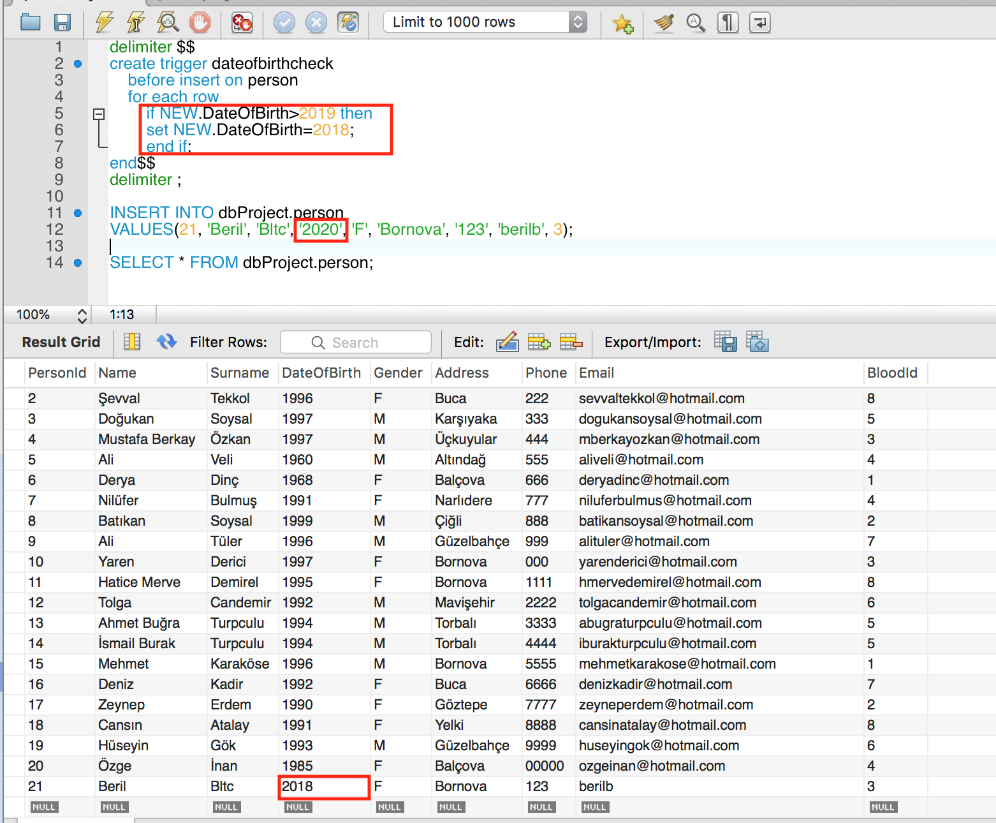 Limit to 1000 rows
1 delimiter $$
2 create trigger dateofbirthcheck
3 before insert on person
4 for each row
5 if NEW.DateOfBirth>2019 then
6 set NEW.DateOfBirth=2018;
7 end if;
8 end$$
9 delimiter ;
10
11 INSERT INTO dbProject.person
12 VALUES(21, 'Beril', 'Bltc', '2020', 'F', 'Bornova', '123', 'berilb', 3);
13
14 SELECT * FROM dbProject.person;
100% 1:13
Result Grid Filter Rows: Search Edit: Export/Import:
PersonId Name Surname DateOfBirth Gender Address Phone Email BloodId
2 Şevval Tekkol 1996 F Buca 222 sevvaltekkol@hotmail.com 8
3 Doğukan Soysal 1997 M Karşıyaka 333 dogukansoysal@hotmail.com 5
4 Mustafa Berkay Özkan 1997 M Üçkuyular 444 mberkayozkan@hotmail.com 3
5 Ali Veli 1960 M Altındağ 555 aliveli@hotmail.com 4
6 Derya Dinç 1968 F Balçova 666 deryadinc@hotmail.com 1
7 Nilüfer Bulmuş 1991 F Narlıdere 777 niluferbulmus@hotmail.com 4
8 Batıkan Soysal 1999 M Çiğli 888 batikansoysal@hotmail.com 2
9 Ali Tüler 1996 M Güzelbahçe 999 alituler@hotmail.com 7
10 Yaren Derici 1997 F Bornova 000 yarenderici@hotmail.com 3
11 Hatice Merve Demirel 1995 F Bornova 1111 hmervedemirel@hotmail.com 8
12 Tolga Candemir 1992 M Mavişehir 2222 tolgacandemir@hotmail.com 6
13 Ahmet Buğra Turpculu 1994 M Torbalı 3333 abugraturpculu@hotmail.com 5
14 İsmail Burak Turpculu 1994 M Torbalı 4444 iburakturpculu@hotmail.com 5
15 Mehmet Karaköse 1996 M Bornova 5555 mehmetkarakose@hotmail.com 1
16 Deniz Kadir 1992 F Buca 6666 denizkadir@hotmail.com 7
17 Zeynep Erdem 1990 F Göztepe 7777 zeyneperdem@hotmail.com 2
18 Cansın Atalay 1991 F Yelki 8888 cansinatalay@hotmail.com 8
19 Hüseyin Gök 1993 M Güzelbahçe 9999 huseyingok@hotmail.com 6
20 Özge İnan 1985 F Balçova 00000 ozgeinan@hotmail.com 4
21 Beril Bltc 2018 F Bornova 123 berilb 3
NULL NULL NULL NULL NULL NULL NULL NULL NULL